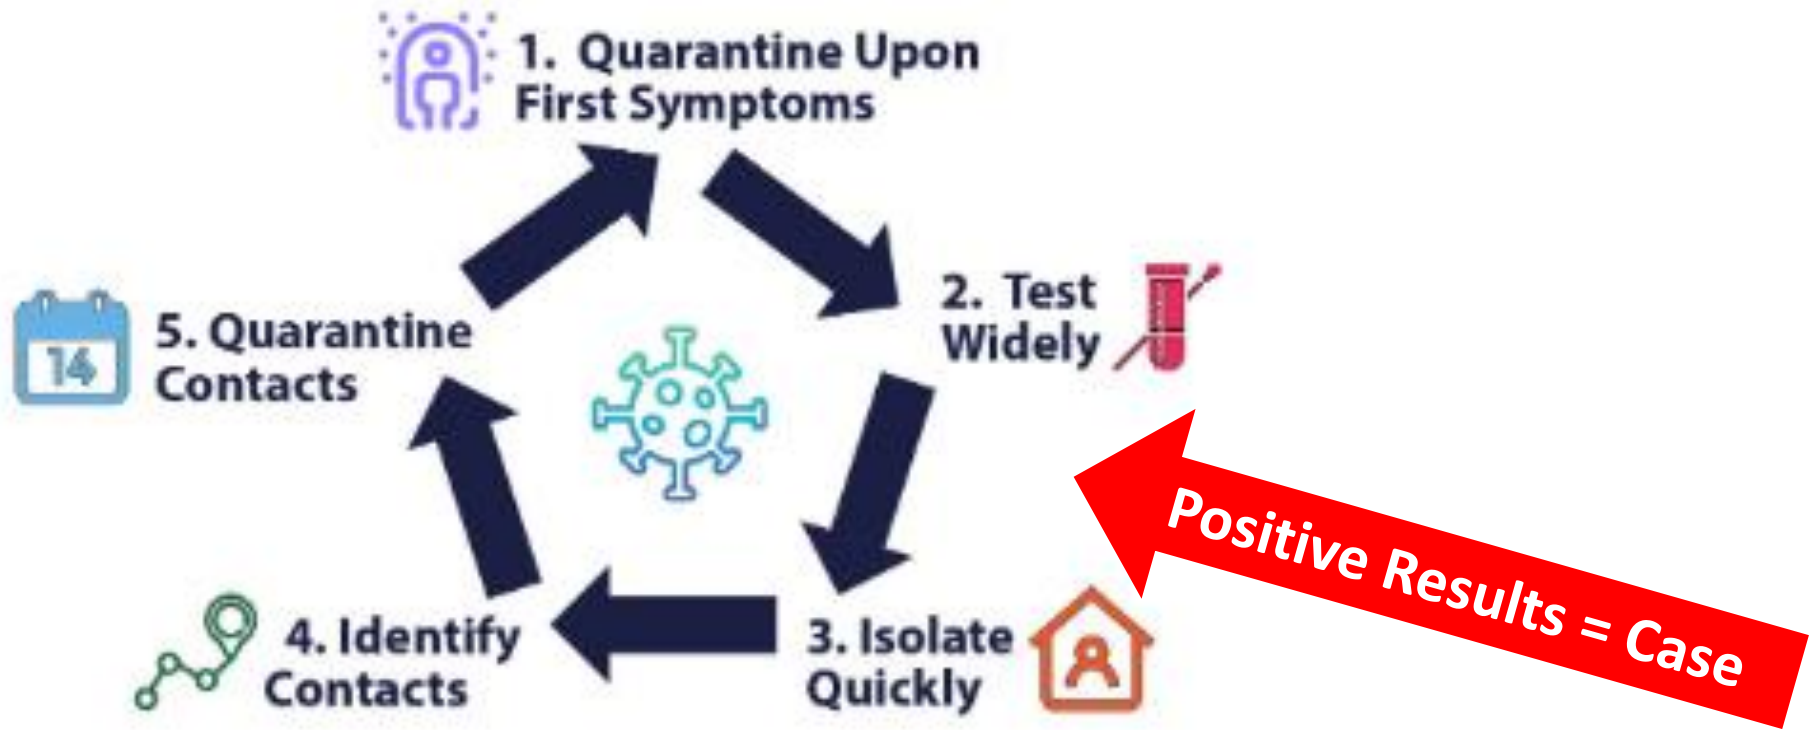 1. Quarantine Upon
First Symptoms
2. Test
Widely
Positive Results = Case
3. Isolate
Quickly
4. Identify
Contacts
5. Quarantine
Contacts
14